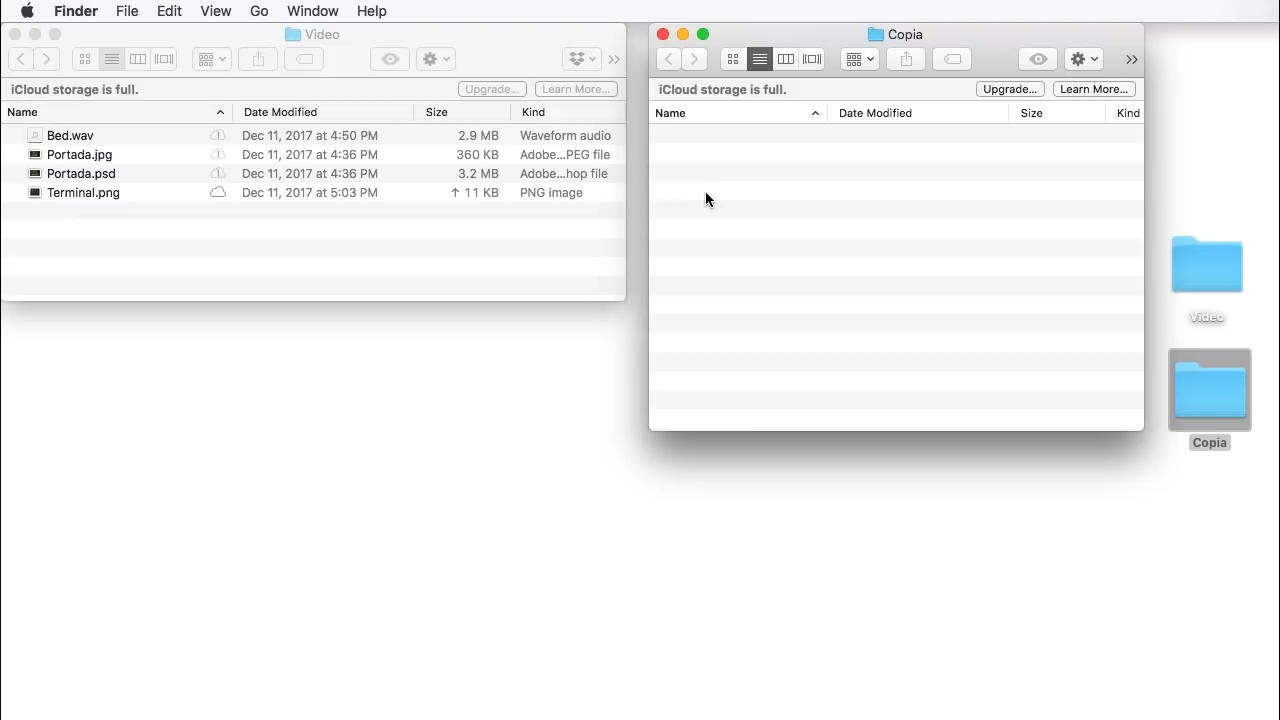 Finder File Edit View Go Window Help
Video
iCloud storage is full. Upgrade... Learn More...
Name Date Modified Size Kind
Bed.wav Dec 11, 2017 at 4:50 PM 2.9 MB Waveform audio
Portada.jpg Dec 11, 2017 at 4:36 PM 360 KB Adobe...PEG file
Portada.psd Dec 11, 2017 at 4:36 PM 3.2 MB Adobe...hop file
Terminal.png Dec 11, 2017 at 5:03 PM ↑ 11 KB PNG image
Copia
iCloud storage is full. Upgrade... Learn More...
Name Date Modified Size Kind
Video
Copia